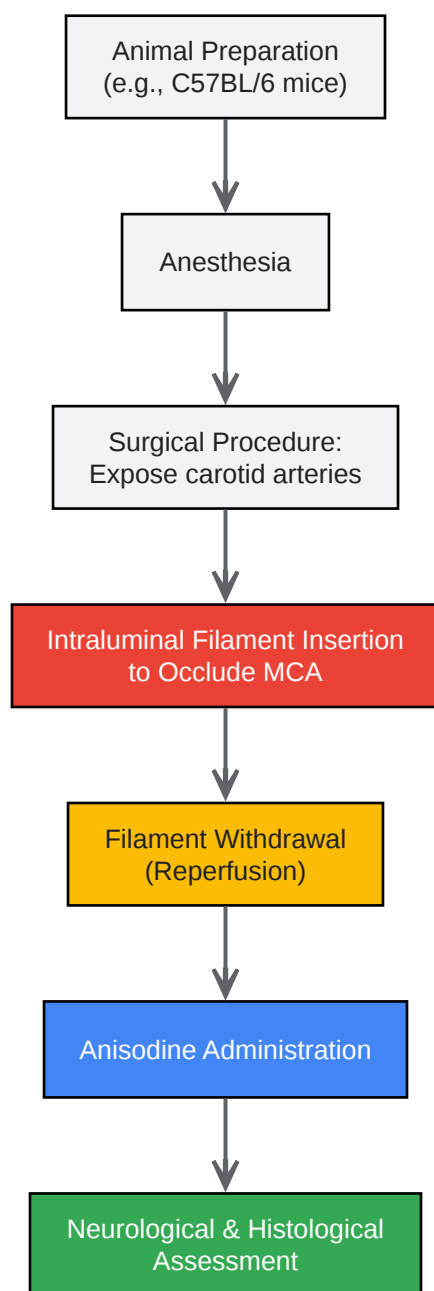 Animal Preparation
(e.g., C57BL/6 mice)
Anesthesia
Surgical Procedure:
Expose carotid arteries
Intraluminal Filament Insertion
to Occlude MCA
Filament Withdrawal
(Reperfusion)
Anisodine Administration
Neurological & Histological
Assessment